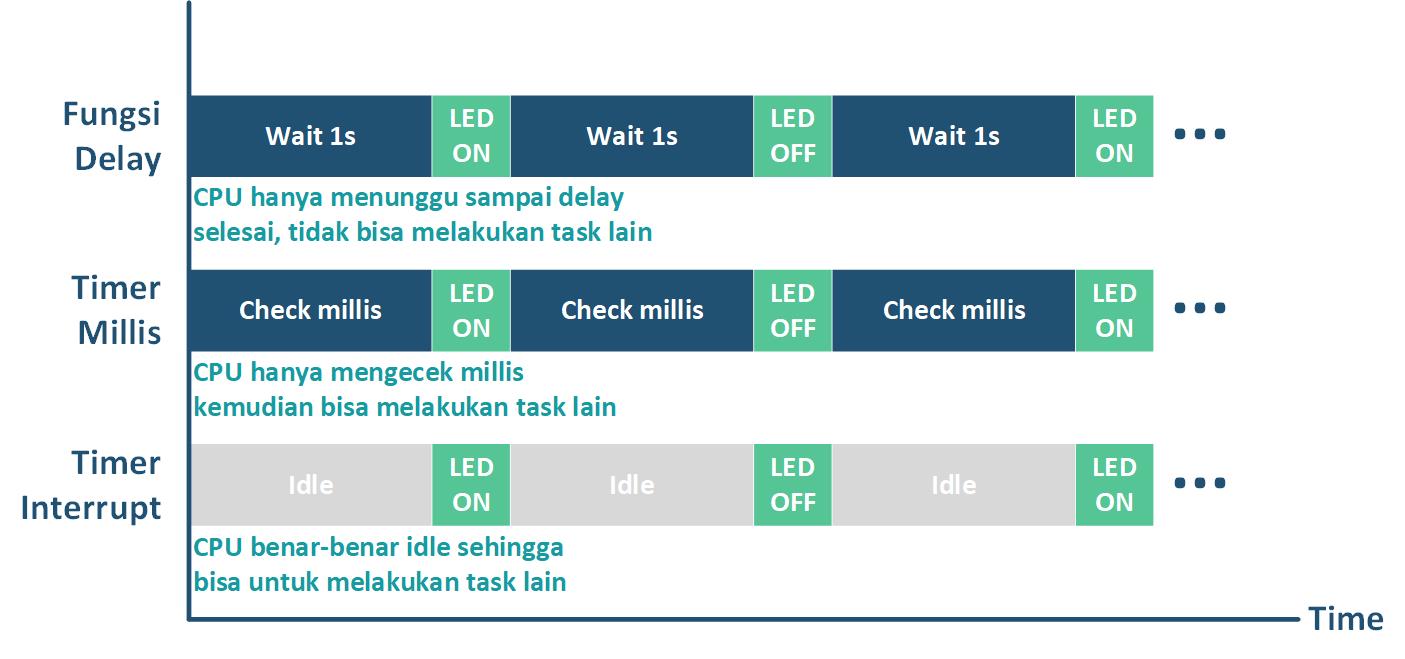 Fungsi
Delay
Wait 1s
LED
ON
Wait 1s
LED
OFF
Wait 1s
LED
ON
CPU hanya menunggu sampai delay
selesai, tidak bisa melakukan task lain
Timer
Millis
Check millis
LED
ON
Check millis
LED
OFF
Check millis
LED
ON
CPU hanya mengecek millis
kemudian bisa melakukan task lain
Timer
Interrupt
Idle
LED
ON
Idle
LED
OFF
Idle
LED
ON
CPU benar-benar idle sehingga
bisa untuk melakukan task lain
Time